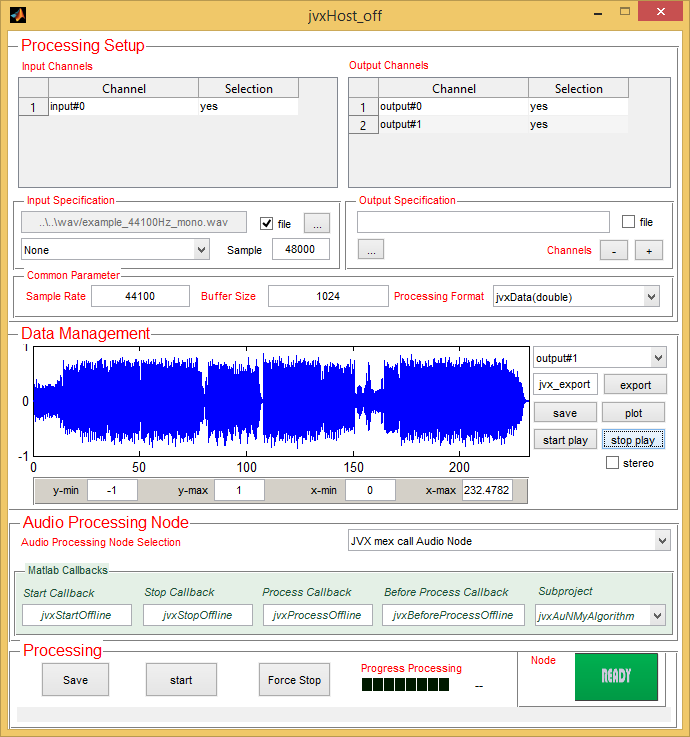 jvxHost_off
Processing Setup
Input Channels
Output Channels
Channel Selection
1 input#0 yes
Channel Selection
1 output#0 yes
2 output#1 yes
Input Specification
..\..\wav/example_44100Hz_mono.wav file ...
None Sample 48000
Output Specification
file
... Channels - +
Common Parameter
Sample Rate 44100 Buffer Size 1024 Processing Format jvxData(double)
Data Management
1
0
-1
0 50 100 150 200
y-min -1 y-max 1 x-min 0 x-max 232.4782
output#1
jvx_export export
save plot
start play stop play
stereo
Audio Processing Node
Audio Processing Node Selection JVX mex call Audio Node
Matlab Callbacks
Start Callback Stop Callback Process Callback Before Process Callback Subproject
jvxStartOffline jvxStopOffline jvxProcessOffline jvxBeforeProcessOffline jvxAuNMyAlgorithm
Processing
Save start Force Stop
Progress Processing
--
Node
READY